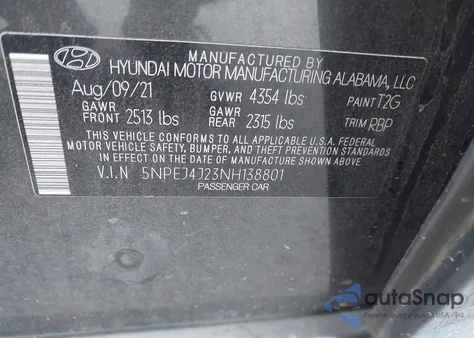 MANUFACTURED BY
HYUNDAI MOTOR MANUFACTURING ALABAMA, LLC
Aug/09/21 GVWR 4354 lbs PAINT T2G
GAWR FRONT 2513 lbs GAWR REAR 2315 lbs TRIM RBP
THIS VEHICLE CONFORMS TO ALL APPLICABLE U.S.A. FEDERAL
MOTOR VEHICLE SAFETY, BUMPER, AND THEFT PREVENTION STANDARDS
IN EFFECT ON THE DATE OF MANUFACTURE SHOWN ABOVE.
V.I.N 5NPEJ4J23NH138801
PASSENGER CAR
autaSnap